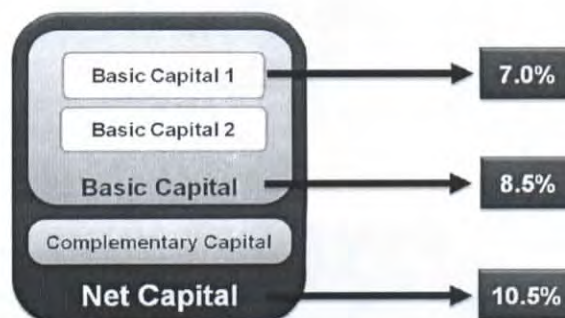 Basic Capital 1
7.0%
Basic Capital 2
Basic Capital
8.5%
Complementary Capital
Net Capital
10.5%